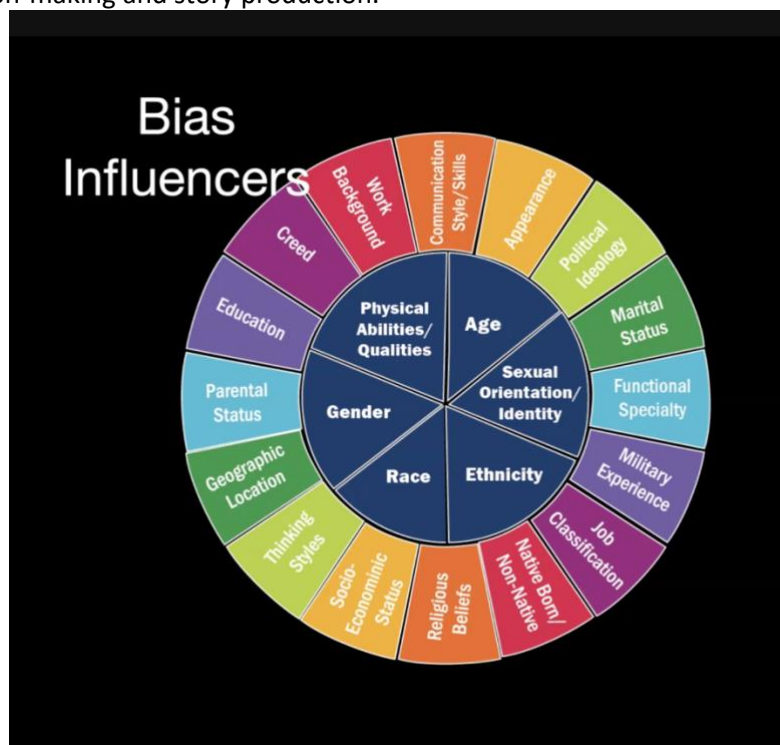 on-making and story production.
Bias
Influencers
Communication
Style/Skills
Appearance
Political
Ideology
Marital
Status
Functional
Specialty
Military
Experience
Job
Classification
Native Born/
Non-Native
Religious
Beliefs
Socio-
Econominic
Status
Thinking
Styles
Geographic
Location
Parental
Status
Education
Creed
Work
Background
Physical
Abilities/
Qualities
Age
Sexual
Orientation/
Identity
Ethnicity
Race
Gender